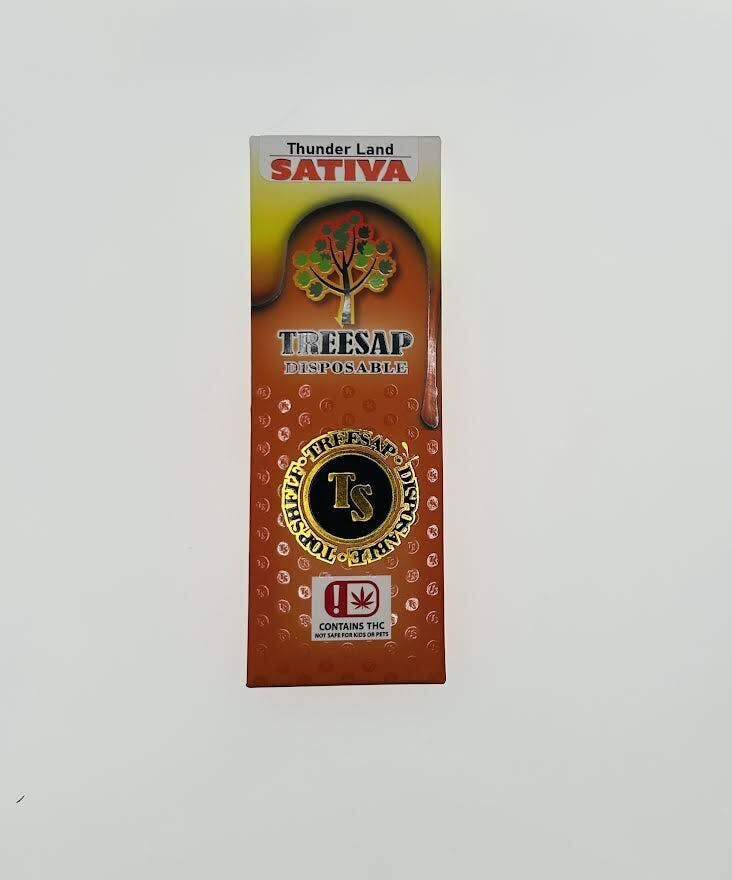 Thunder Land
SATIVA
TREESAP
DISPOSABLE
TREESAP
DISPOSABLE
TOPSHELF
TS
CONTAINS THC
NOT SAFE FOR KIDS OR PETS